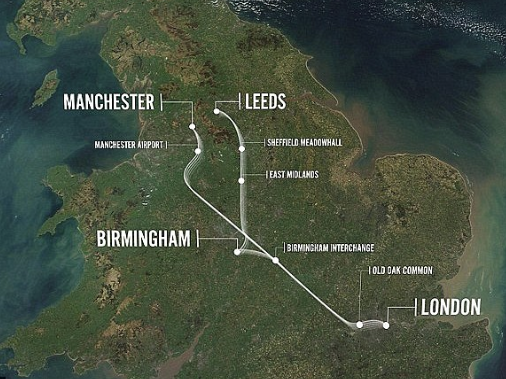 MANCHESTER
LEEDS
MANCHESTER AIRPORT
SHEFFIELD MEADOWHALL
EAST MIDLANDS
BIRMINGHAM
BIRMINGHAM INTERCHANGE
OLD OAK COMMON
LONDON